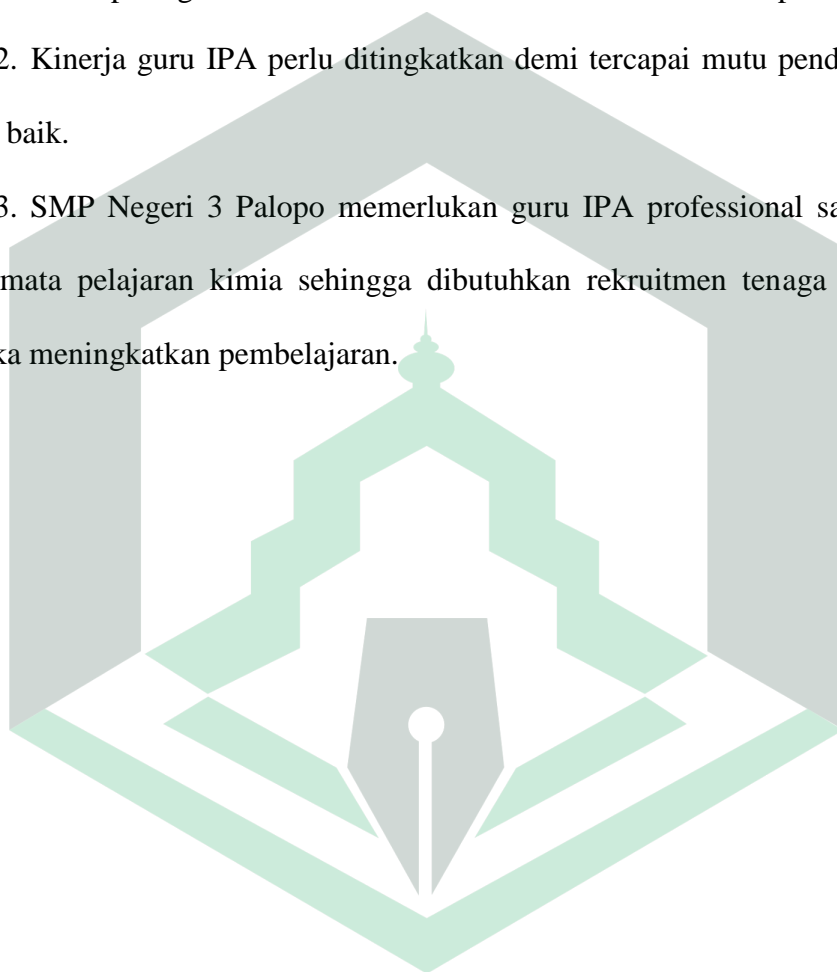 2. Kinerja guru IPA perlu ditingkatkan demi tercapai mutu pend
baik.
3. SMP Negeri 3 Palopo memerlukan guru IPA professional sa
mata pelajaran kimia sehingga dibutuhkan rekruitmen tenaga
ka meningkatkan pembelajaran.